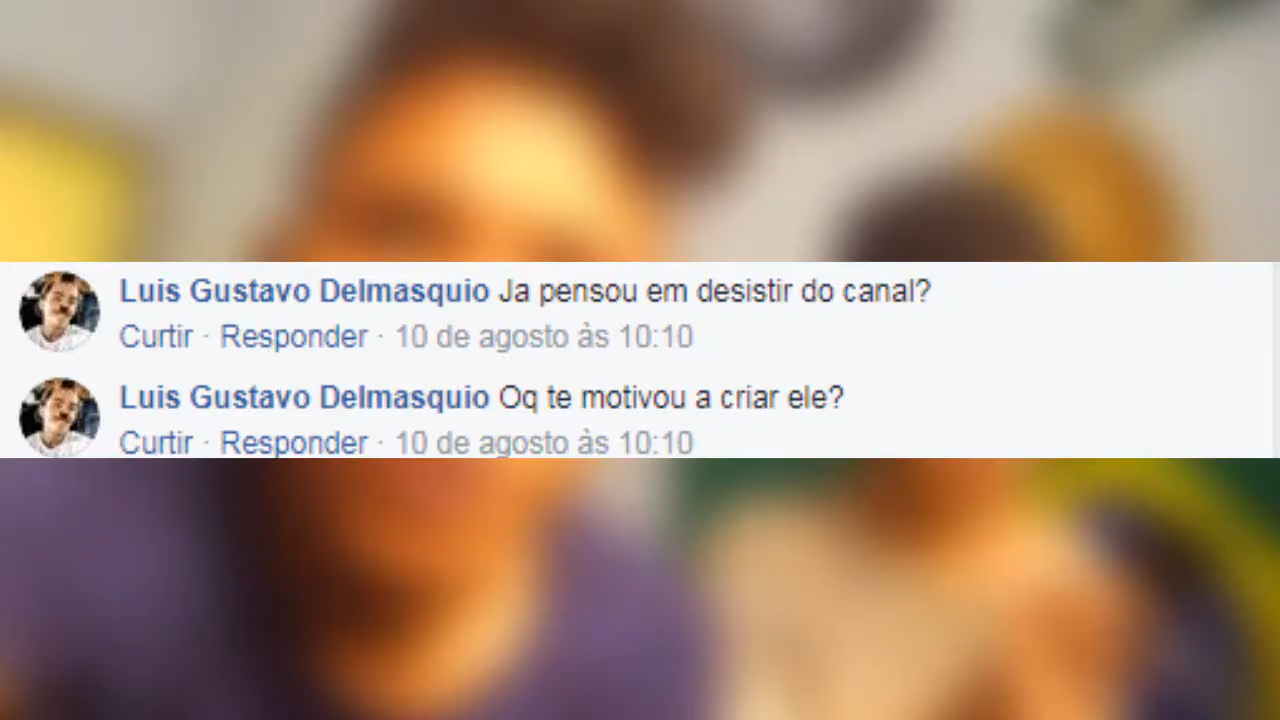 Luis Gustavo Delmasquio Ja pensou em desistir do canal?
Curtir · Responder · 10 de agosto às 10:10
Luis Gustavo Delmasquio Oq te motivou a criar ele?
Curtir · Responder · 10 de agosto às 10:10